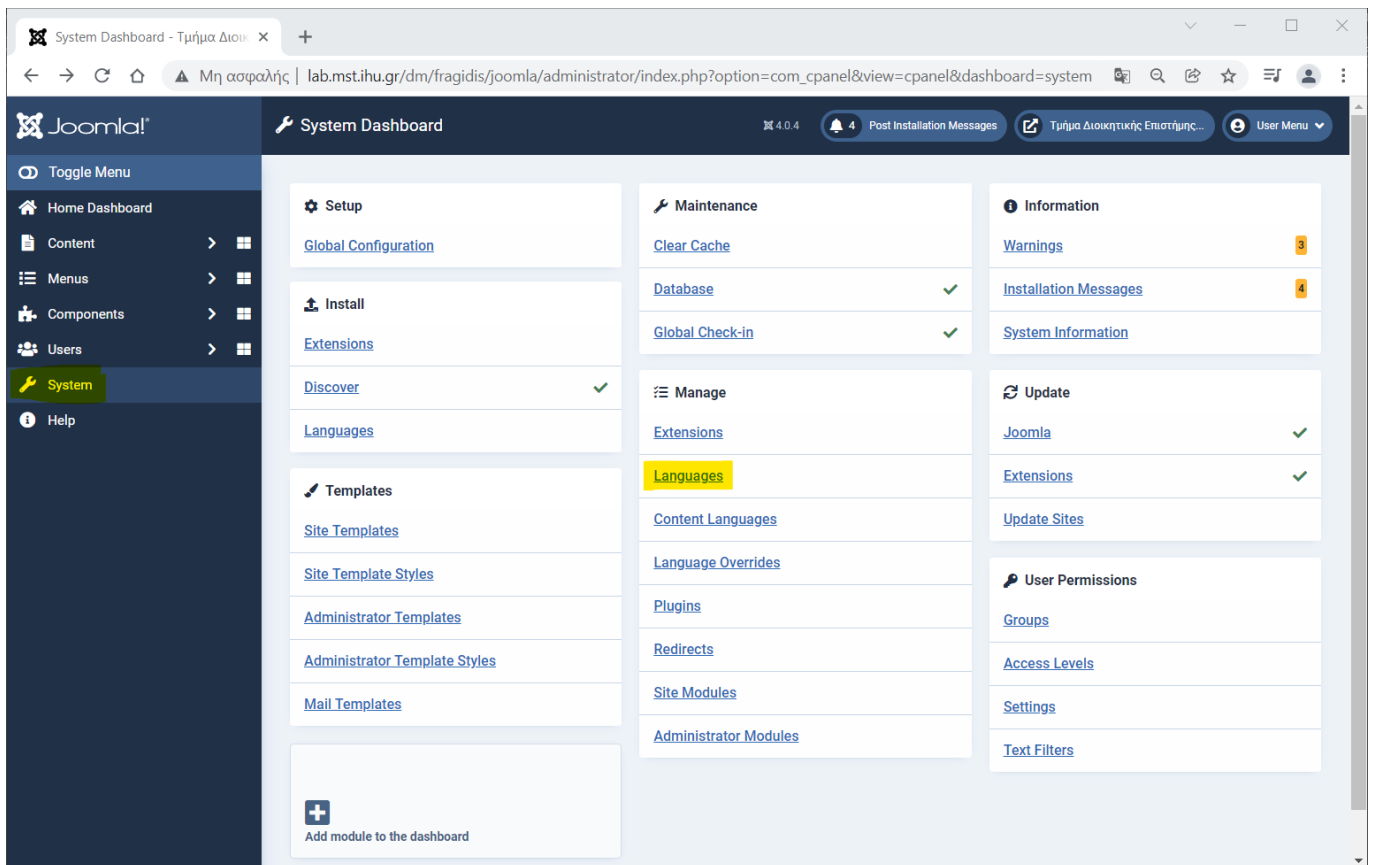 System Dashboard - Τμήμα Διοικ
Μη ασφαλής | lab.mst.ihu.gr/dm/fragidis/joomla/administrator/index.php?option=com_cpanel&view=cpanel&dashboard=system
Joomla!
System Dashboard
4.0.4
4 Post Installation Messages
Τμήμα Διοικητικής Επιστήμης...
User Menu
Toggle Menu
Home Dashboard
Content
Menus
Components
Users
System
Help
Setup
Global Configuration
Install
Extensions
Discover
Languages
Templates
Site Templates
Site Template Styles
Administrator Templates
Administrator Template Styles
Mail Templates
Add module to the dashboard
Maintenance
Clear Cache
Database
Global Check-in
Manage
Extensions
Languages
Content Languages
Language Overrides
Plugins
Redirects
Site Modules
Administrator Modules
Information
Warnings 3
Installation Messages 4
System Information
Update
Joomla
Extensions
Update Sites
User Permissions
Groups
Access Levels
Settings
Text Filters